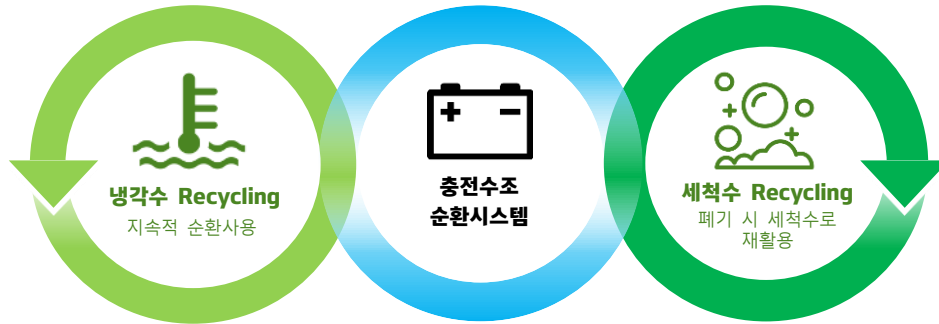 냉각수 Recycling
지속적 순환사용
충전수조
순환시스템
세척수 Recycling
폐기 시 세척수로
재활용